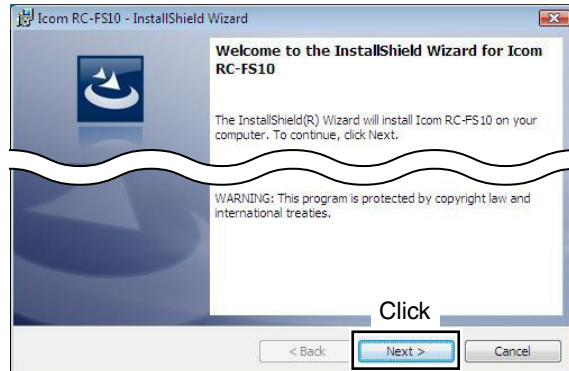 Icom RC-FS10 - InstallShield Wizard
Welcome to the InstallShield Wizard for Icom
RC-FS10
The InstallShield(R) Wizard will install Icom RC-FS10 on your
computer. To continue, click Next.
WARNING: This program is protected by copyright law and
international treaties.
Click
< Back
Next >
Cancel